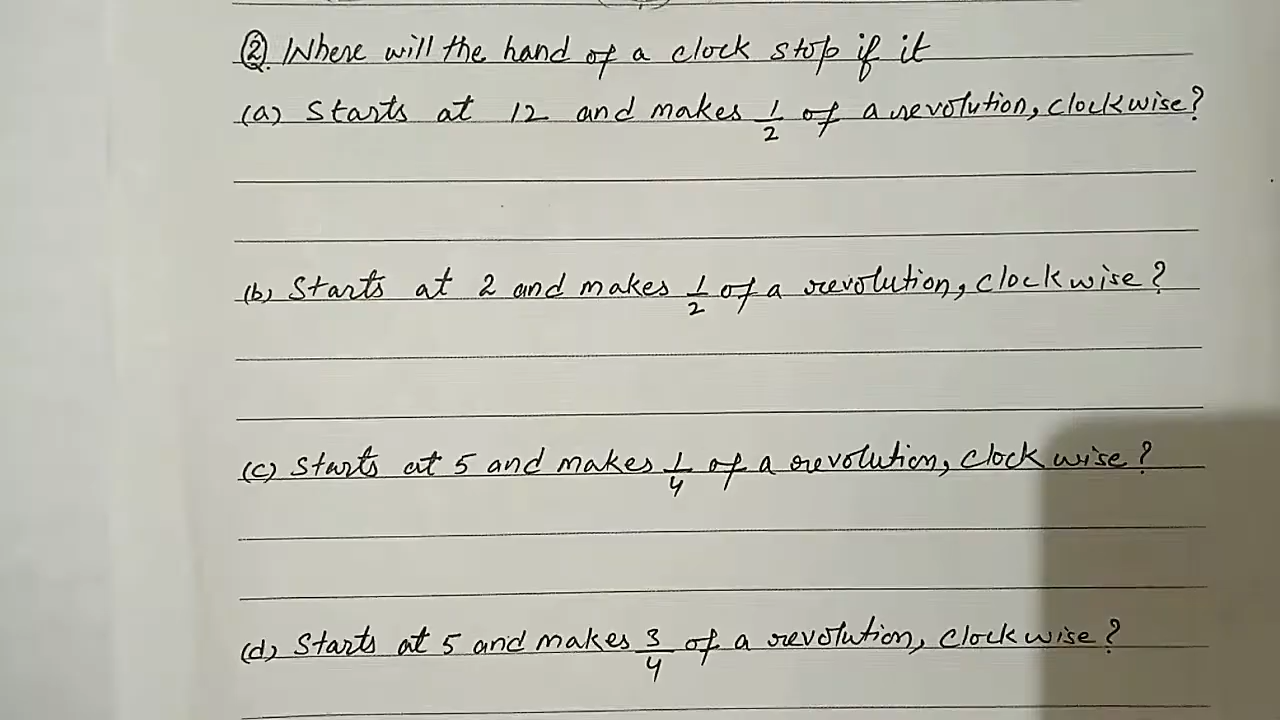 ② Where will the hand of a clock stop if it
(a) Starts at 12 and makes 1/2 of a revolution, clockwise?
(b) Starts at 2 and makes 1/2 of a revolution, clockwise?
(c) Starts at 5 and makes 1/4 of a revolution, clockwise?
(d) Starts at 5 and makes 3/4 of a revolution, clockwise?